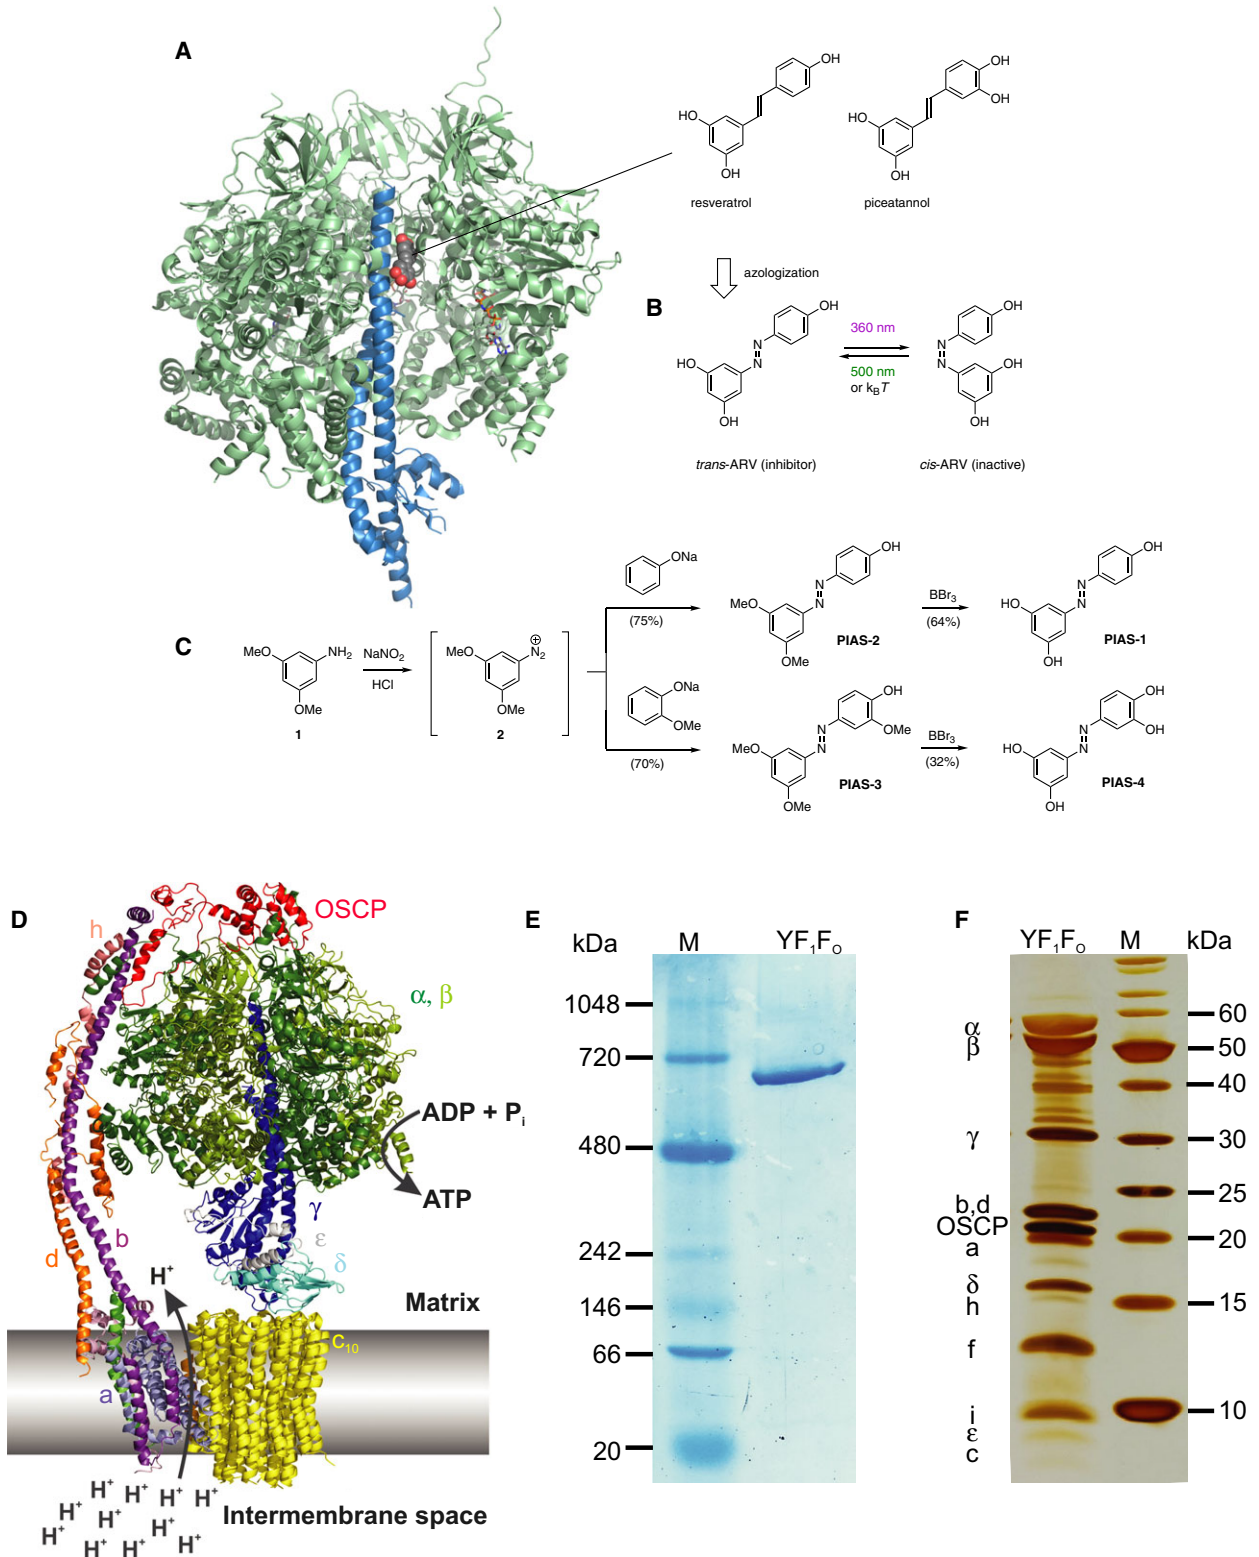 A
OH
HO
OH
resveratrol
OH
OH
HO
OH
piceatannol
azologization
B
OH
N
N
HO
OH
trans-ARV (inhibitor)
360 nm
500 nm
or kBT
OH
N
N
OH
OH
cis-ARV (inactive)
C
MeO
NH2
OMe
1
NaNO2
HCl
MeO
N2
+
OMe
2
ONa
(75%)
OH
N
N
MeO
OMe
PIAS-2
BBr3
(64%)
OH
N
N
HO
OH
PIAS-1
ONa
OMe
(70%)
OH
OMe
N
N
MeO
OMe
PIAS-3
BBr3
(32%)
OH
OH
N
N
HO
OH
PIAS-4
D
OSCP
h
α, β
ADP + Pi
ATP
γ
ε
δ
b
d
H+
Matrix
c10
a
H+ H+ H+ H+
H+ H+ H+
H+ H+ H+ H+
Intermembrane space
E
kDa M YF1FO
1048
720
480
242
146
66
20
F
YF1FO M kDa
α
β
γ
b,d
OSCP
a
δ
h
f
i
ε
c
60
50
40
30
25
20
15
10